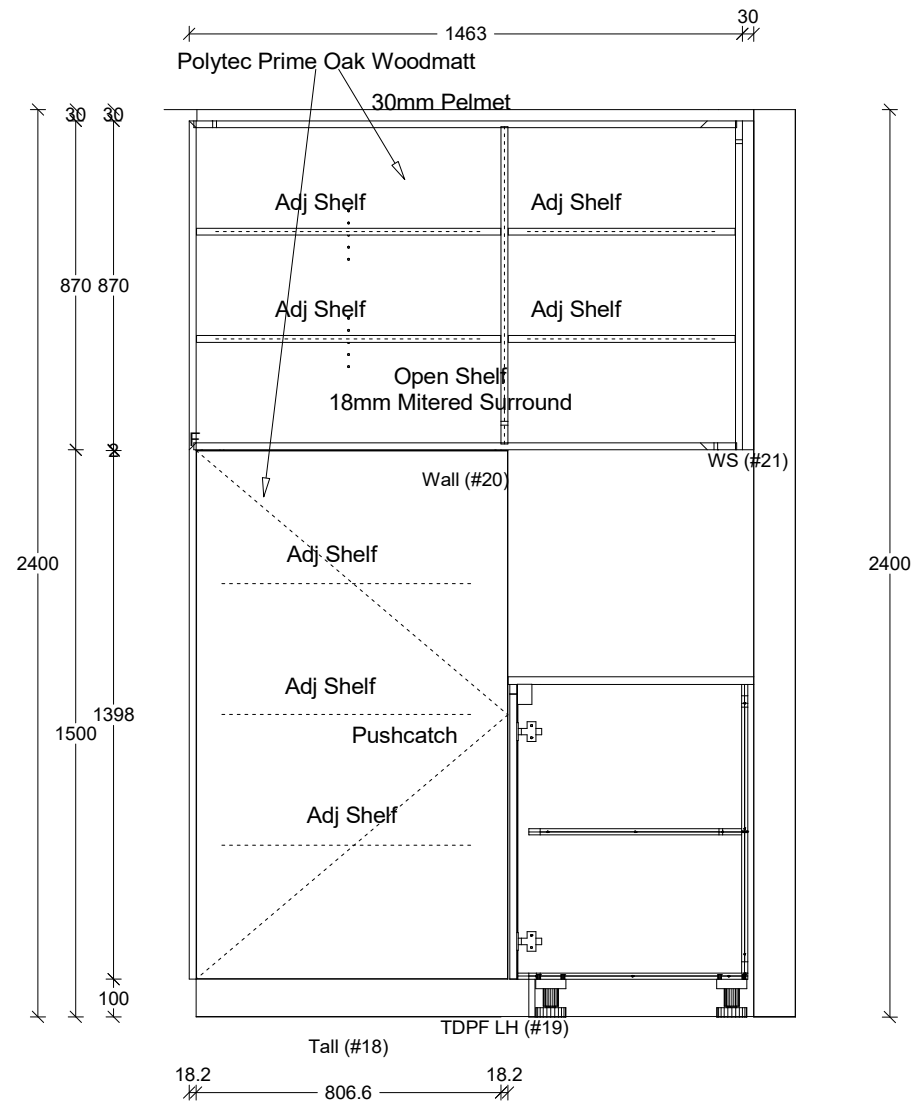 1463
30
Polytec Prime Oak Woodmatt
30mm Pelmet
30
30
Adj Shelf
Adj Shelf
870
870
Adj Shelf
Adj Shelf
Open Shelf
18mm Mitered Surround
F
2
WS (#21)
Wall (#20)
Adj Shelf
2400
2400
Adj Shelf
1398
1500
Pushcatch
Adj Shelf
100
TDPF LH (#19)
Tall (#18)
18.2
18.2
806.6